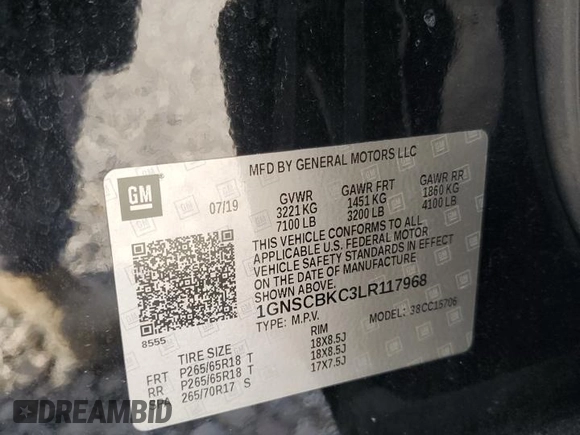 MFD BY GENERAL MOTORS LLC
GM
07/19
GVWR GAWR FRT GAWR RR
3221 KG 1451 KG 1860 KG
7100 LB 3200 LB 4100 LB
THIS VEHICLE CONFORMS TO ALL
APPLICABLE U.S. FEDERAL MOTOR
VEHICLE SAFETY STANDARDS IN EFFECT
ON THE DATE OF MANUFACTURE
SHOWN ABOVE.
1GNSCBKC3LR117968
TYPE: M.P.V. 38CC15706
8555
TIRE SIZE RIM
FRT P265/65R18 T 18X8.5J
RR P265/65R18 T 18X8.5J
SPA 265/70R17 S 17X7.5J
DREAMBID